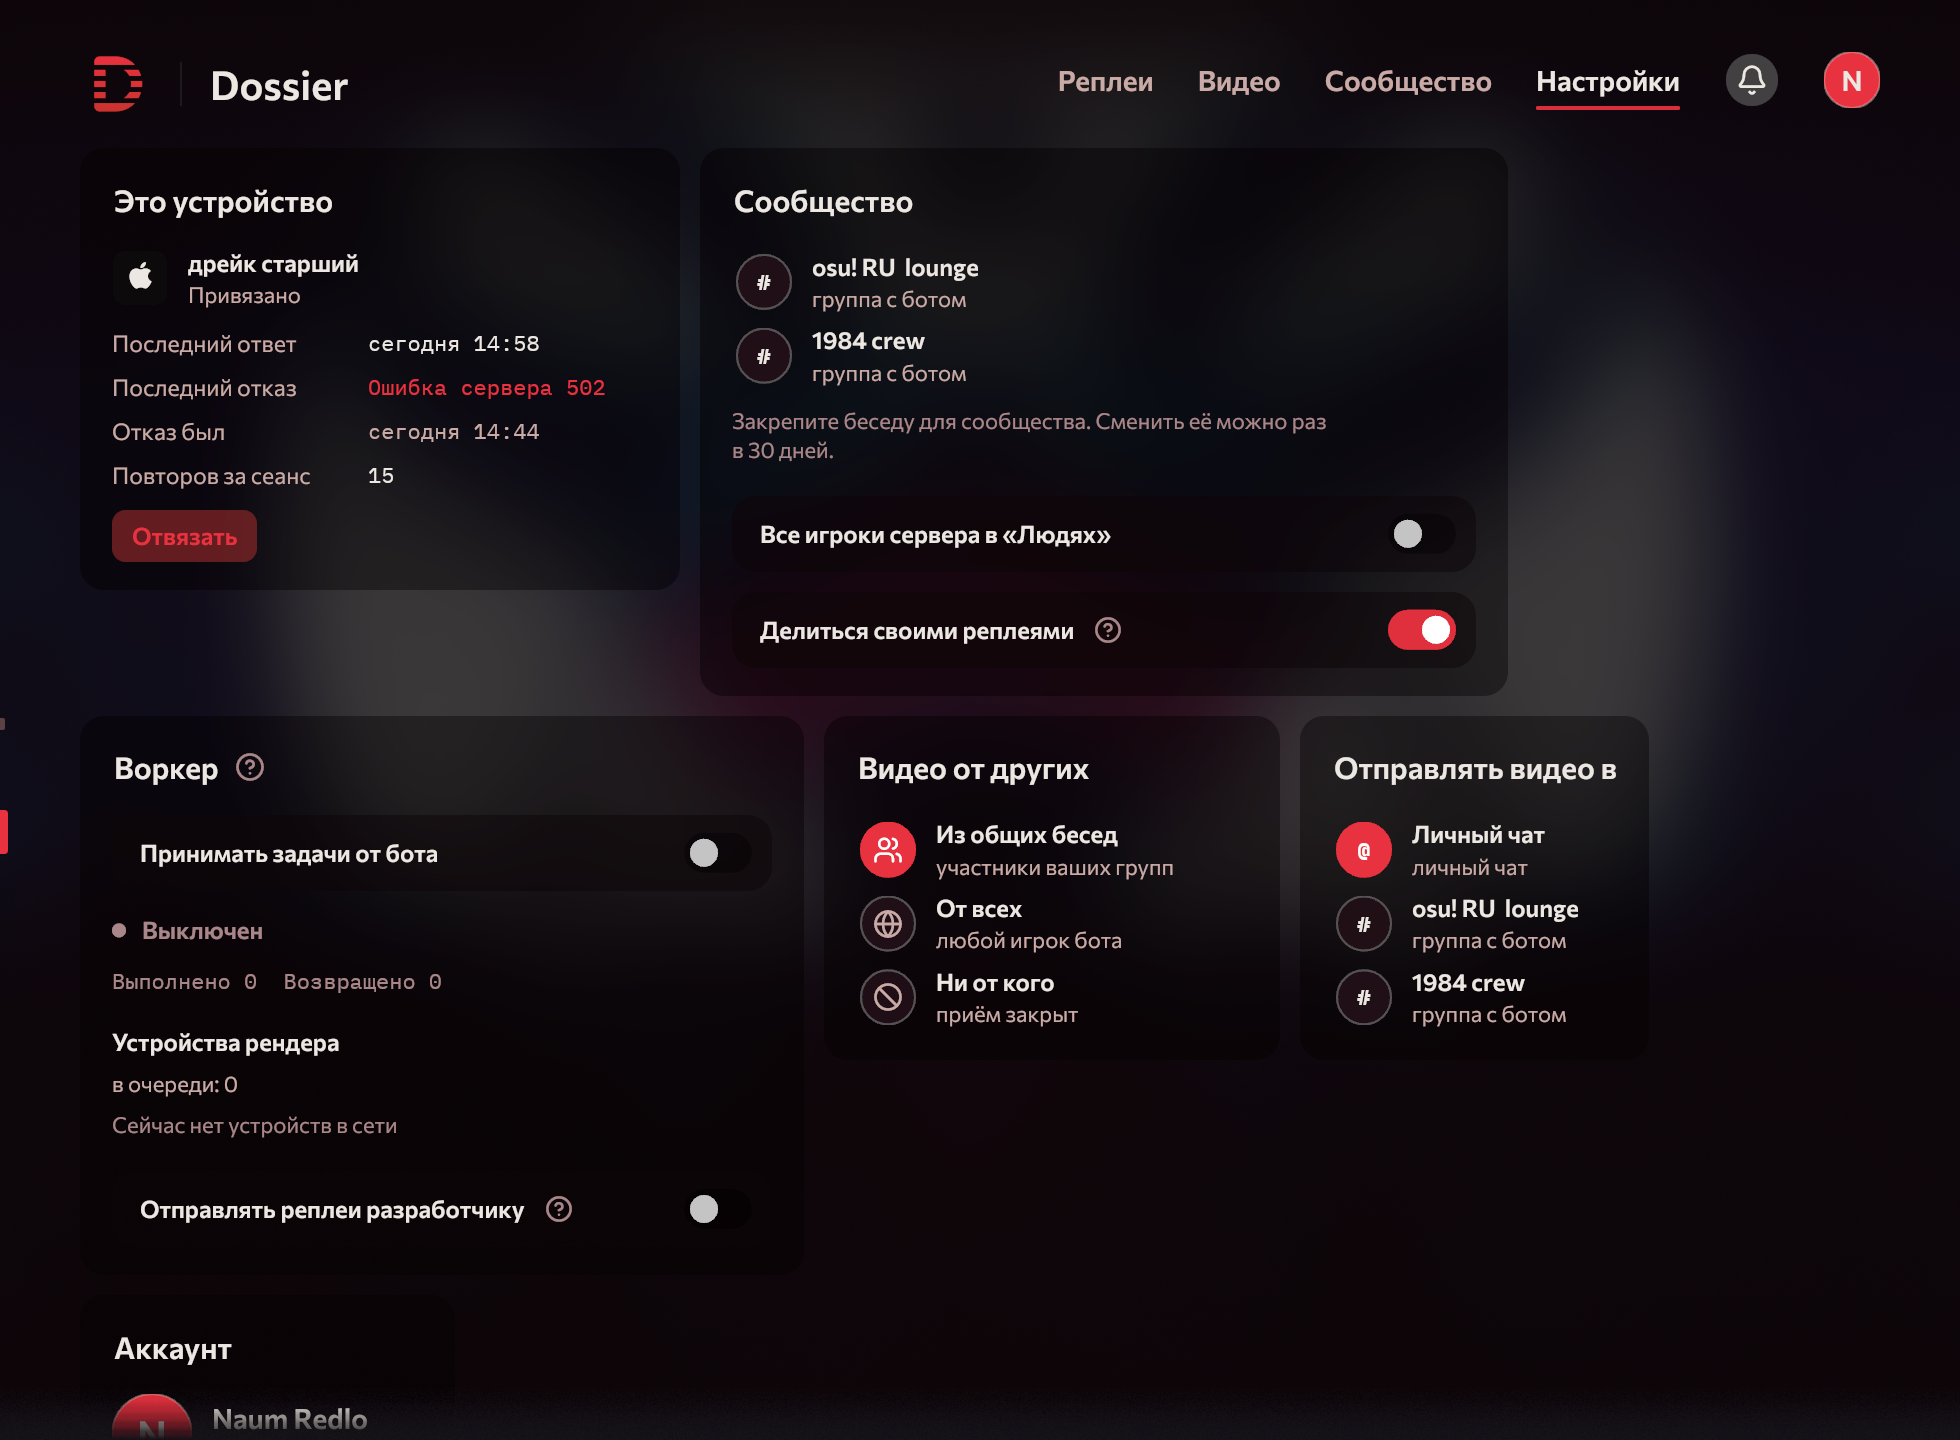 Dossier
Реплеи
Видео
Сообщество
Настройки
N
Это устройство
дрейк старший
Привязано
Последний ответ сегодня 14:58
Последний отказ Ошибка сервера 502
Отказ был сегодня 14:44
Повторов за сеанс 15
Отвязать
Сообщество
# osu! RU lounge
группа с ботом
# 1984 crew
группа с ботом
Закрепите беседу для сообщества. Сменить её можно раз
в 30 дней.
Все игроки сервера в «Людях»
Делиться своими реплеями ?
Воркер ?
Принимать задачи от бота
Выключен
Выполнено 0 Возвращено 0
Устройства рендера
в очереди: 0
Сейчас нет устройств в сети
Отправлять реплеи разработчику ?
Видео от других
Из общих бесед
участники ваших групп
От всех
любой игрок бота
Ни от кого
приём закрыт
Отправлять видео в
@ Личный чат
личный чат
# osu! RU lounge
группа с ботом
# 1984 crew
группа с ботом
Аккаунт
N Naum Redlo